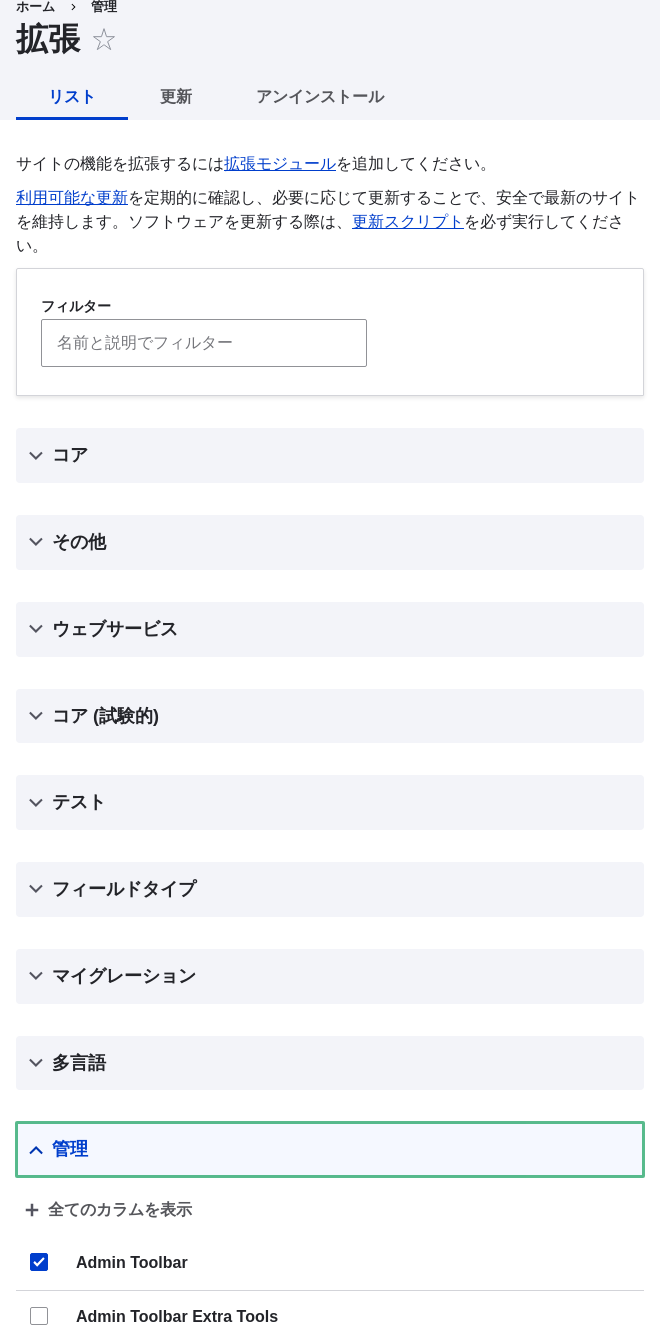 ホーム › 管理
拡張
リスト 更新 アンインストール
サイトの機能を拡張するには拡張モジュールを追加してください。
利用可能な更新を定期的に確認し、必要に応じて更新することで、安全で最新のサイト
を維持します。ソフトウェアを更新する際は、更新スクリプトを必ず実行してくださ
い。
フィルター
名前と説明でフィルター
コア
その他
ウェブサービス
コア (試験的)
テスト
フィールドタイプ
マイグレーション
多言語
管理
全てのカラムを表示
Admin Toolbar
Admin Toolbar Extra Tools